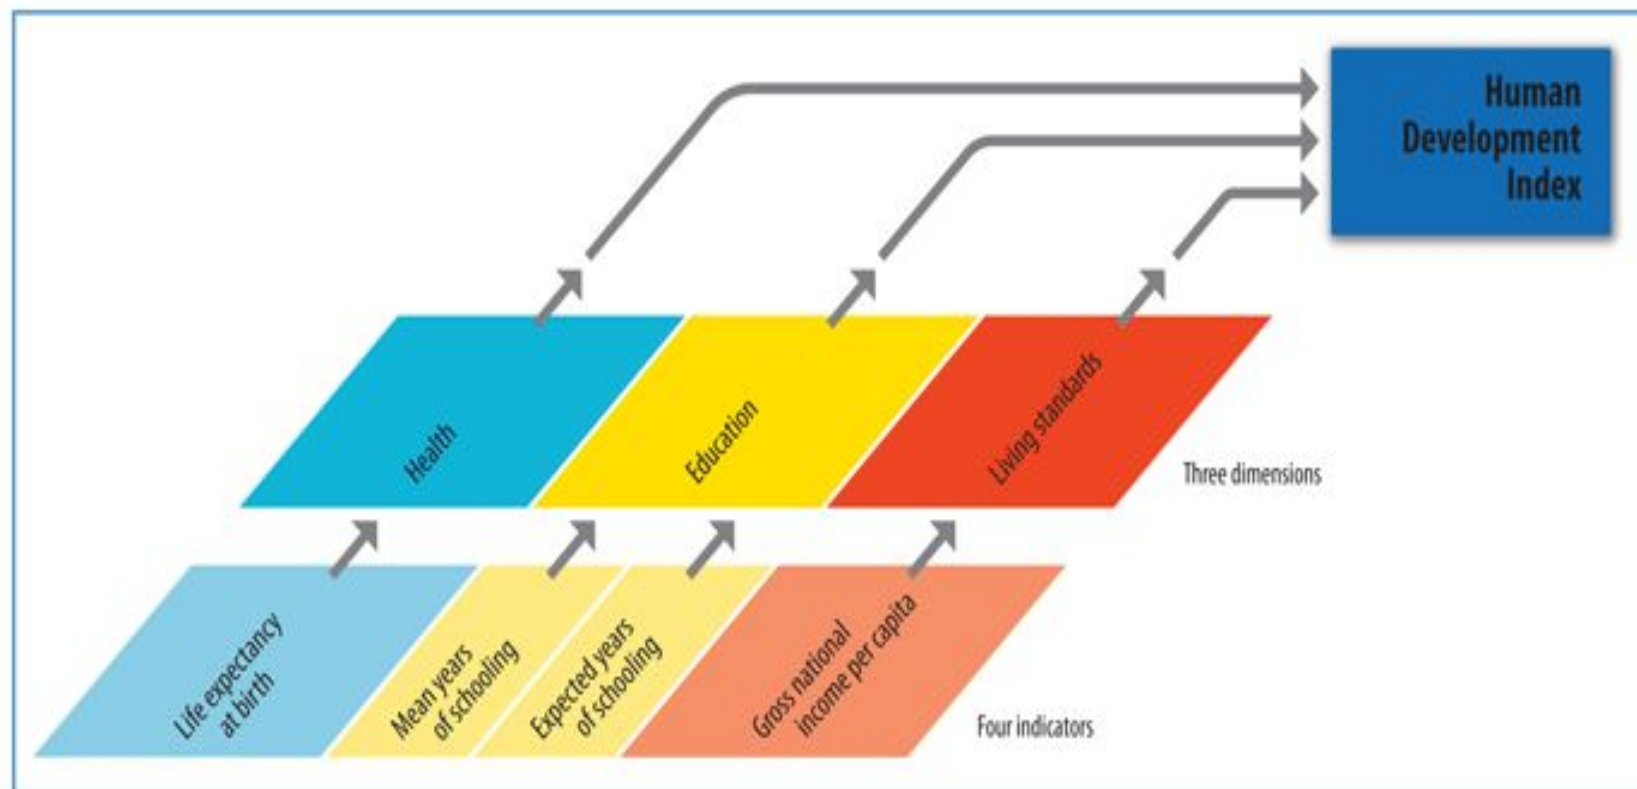 Human
Development
Index
Health
Education
Living standards
Three dimensions
Life expectancy
at birth
Mean years
of schooling
Expected years
of schooling
Gross national
income per capita
Four indicators